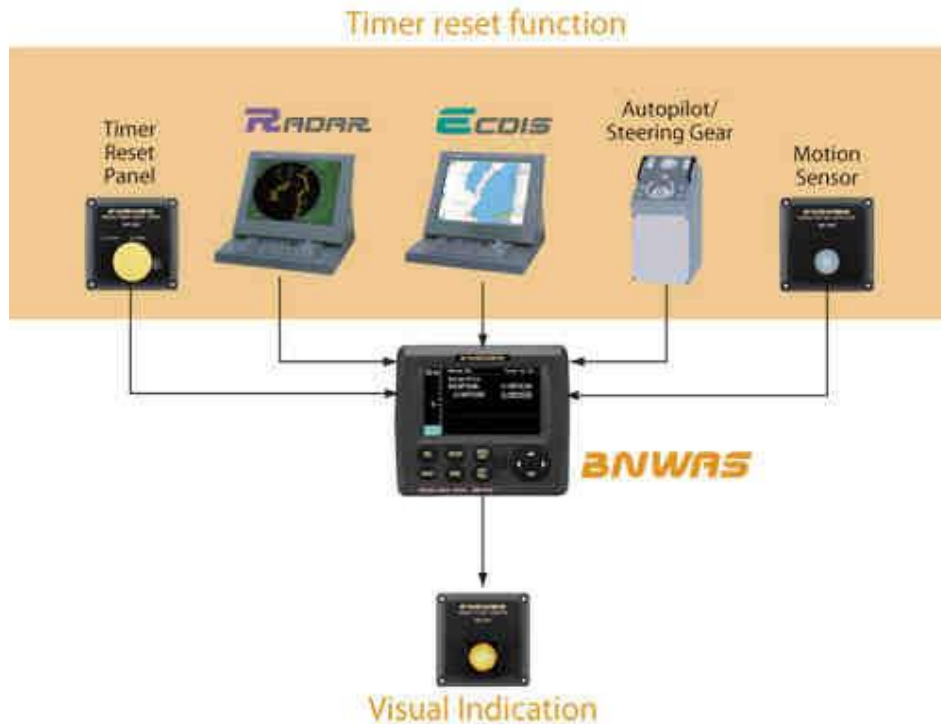 Timer reset function
Timer
Reset
Panel
RADAR
ECDIS
Autopilot/
Steering Gear
Motion
Sensor
BNWAS
Visual Indication